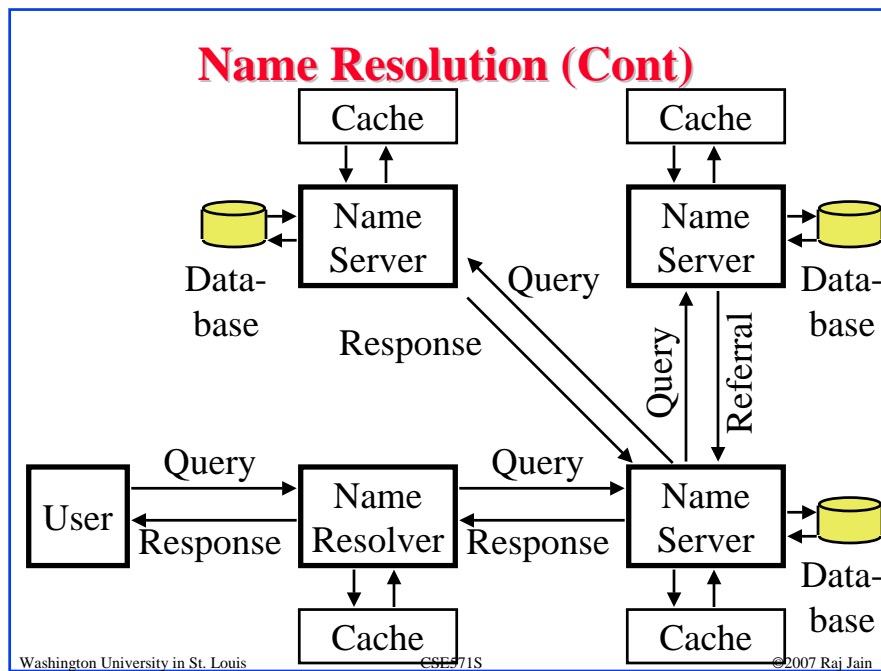 Name Resolution (Cont)
Cache
Cache
Name
Server
Name
Server
Data-
base
Query
Data-
base
Response
Query
Referral
Query
Query
User
Name
Resolver
Name
Server
Response
Response
Data-
base
Cache
Cache
Washington University in St. Louis
CSE571S
©2007 Raj Jain